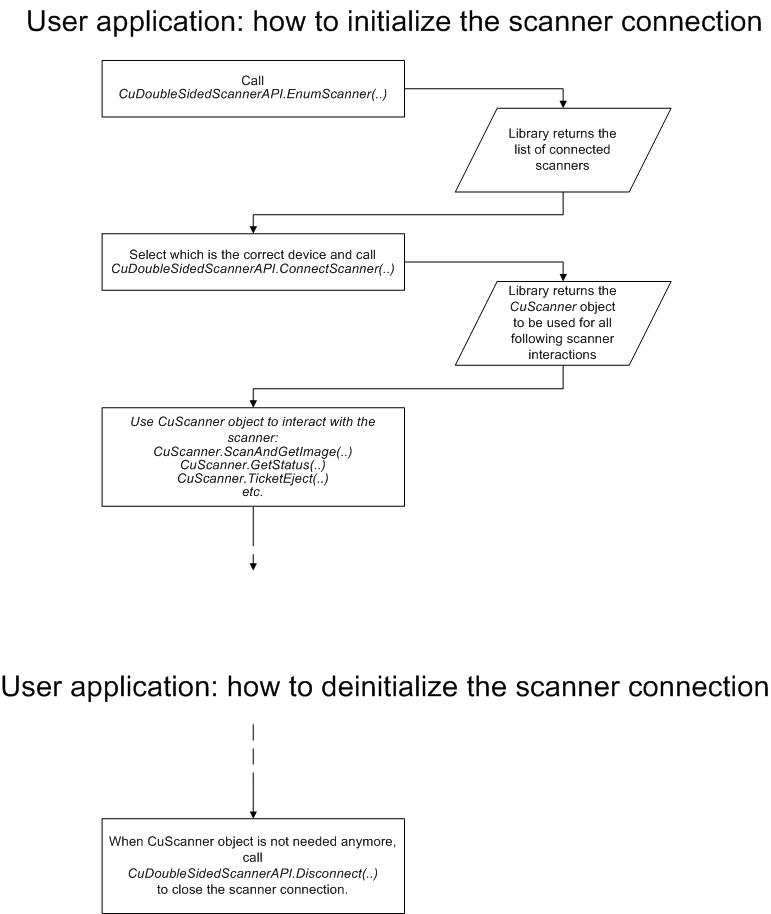 User application: how to initialize the scanner connection
Call
CuDoubleSidedScannerAPI.EnumScanner(..)
Library returns the
list of connected
scanners
Select which is the correct device and call
CuDoubleSidedScannerAPI.ConnectScanner(..)
Library returns the
CuScanner object
to be used for all
following scanner
interactions
Use CuScanner object to interact with the
scanner:
CuScanner.ScanAndGetImage(..)
CuScanner.GetStatus(..)
CuScanner.TicketEject(..)
etc.
User application: how to deinitialize the scanner connection
When CuScanner object is not needed anymore,
call
CuDoubleSidedScannerAPI.Disconnect(..)
to close the scanner connection.